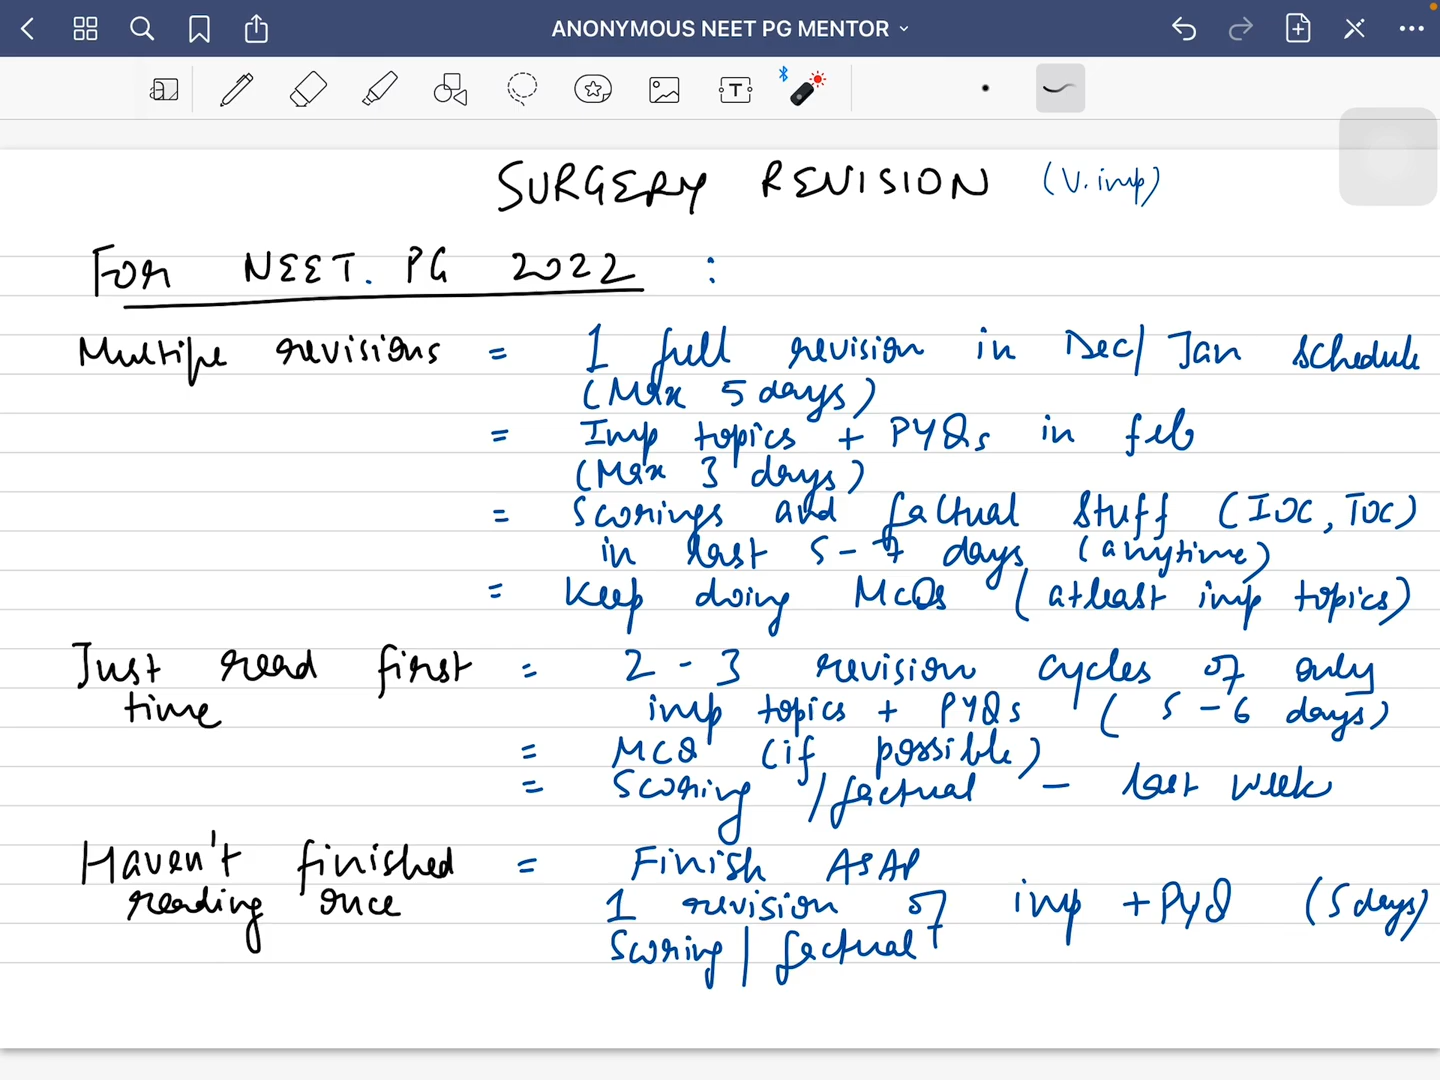 ANONYMOUS NEET PG MENTOR
SURGERY REVISION (V. imp)
FOR NEET. PG 2022 :
Multiple revisions = 1 full revision in Dec/Jan schedule
(Max 5 days)
= Imp topics + PYQs in feb
(Max 3 days)
= Scorings and factual stuff (IOC, TOC)
in last 5-7 days (anytime)
= Keep doing MCQs (atleast imp topics)
Just read first = 2-3 revision cycles of only
time imp topics + PYQs (5-6 days)
= MCQ (if possible)
= Scoring/factual - last week
Haven't finished = Finish ASAP
reading once 1 revision of imp + PYQ (5 days)
Scoring/factual